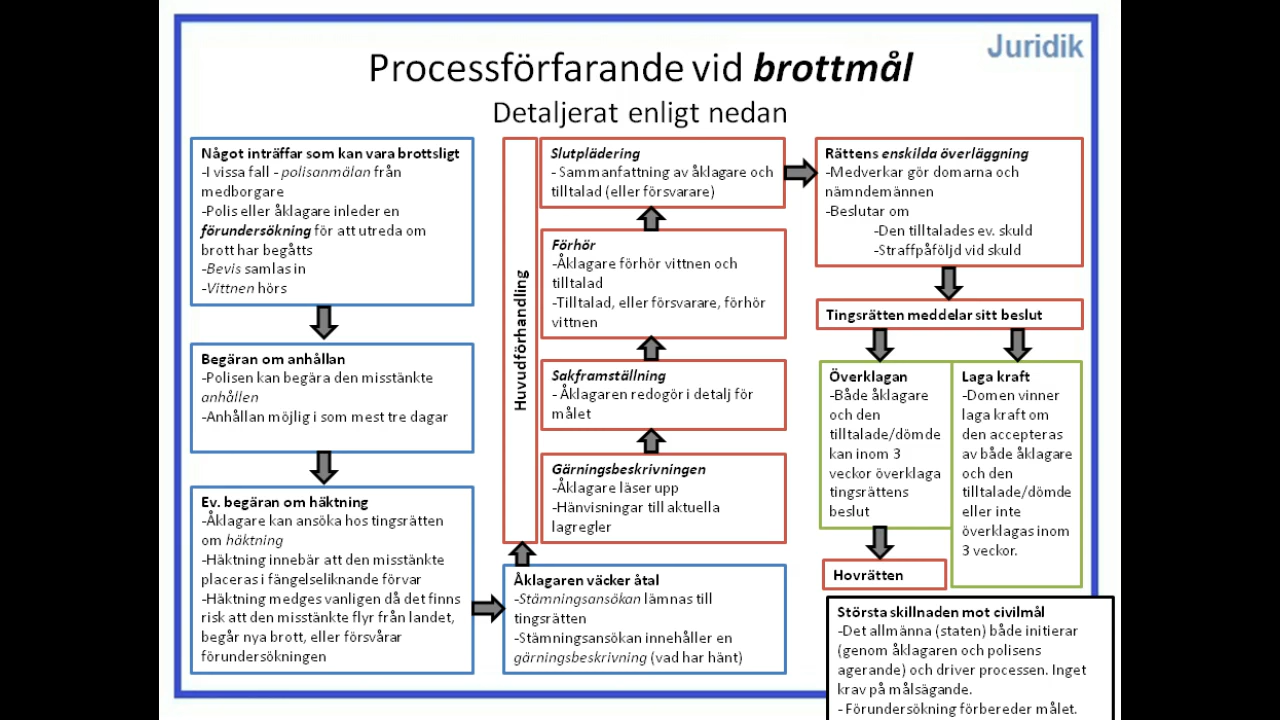 Juridik
Processförfarande vid brottmål
Detaljerat enligt nedan
Något inträffar som kan vara brottsligt
-I vissa fall - polisanmälan från
medborgare
-Polis eller åklagare inleder en
förundersökning för att utreda om
brott har begåtts
-Bevis samlas in
-Vittnen hörs
Begäran om anhållan
-Polisen kan begära den misstänkte
anhållen
-Anhållan möjlig i som mest tre dagar
Ev. begäran om häktning
-Åklagare kan ansöka hos tingsrätten
om häktning
-Häktning innebär att den misstänkte
placeras i fängelseliknande förvar
-Häktning medges vanligen då det finns
risk att den misstänkte flyr från landet,
begår nya brott, eller försvårar
förundersökningen
Åklagaren väcker åtal
-Stämningsansökan lämnas till
tingsrätten
-Stämningsansökan innehåller en
gärningsbeskrivning (vad har hänt)
Huvudförhandling
Gärningsbeskrivningen
-Åklagare läser upp
-Hänvisningar till aktuella
lagregler
Sakframställning
- Åklagaren redogör i detalj för
målet
Förhör
-Åklagare förhör vittnen och
tilltalad
-Tilltalad, eller försvarare, förhör
vittnen
Slutplädering
- Sammanfattning av åklagare och
tilltalad (eller försvarare)
Rättens enskilda överläggning
-Medverkar gör domarna och
nämndemännen
-Beslutar om
-Den tilltalades ev. skuld
-Straffpåföljd vid skuld
Tingsrätten meddelar sitt beslut
Överklagan
-Både åklagare
och den
tilltalade/dömde
kan inom 3
veckor överklaga
tingsrättens
beslut
Laga kraft
-Domen vinner
laga kraft om
den accepteras
av både åklagare
och den
tilltalade/dömde
eller inte
överklagas inom
3 veckor.
Hovrätten
Största skillnaden mot civilmål
-Det allmänna (staten) både initierar
(genom åklagaren och polisens
agerande) och driver processen. Inget
krav på målsägande.
- Förundersökning förbereder målet.